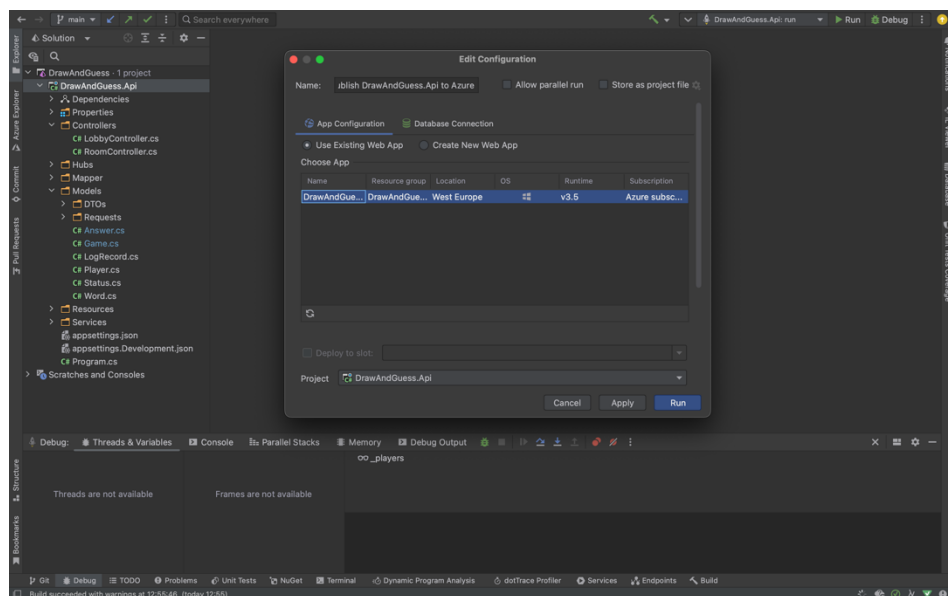 main
Search everywhere
DrawAndGuess.Api: run
Run
Debug
Explorer
Azure Explorer
Commit
Pull Requests
Structure
Bookmarks
Solution
DrawAndGuess · 1 project
DrawAndGuess.Api
Dependencies
Properties
Controllers
C# LobbyController.cs
C# RoomController.cs
Hubs
Mapper
Models
DTOs
Requests
C# Answer.cs
C# Game.cs
C# LogRecord.cs
C# Player.cs
C# Status.cs
C# Word.cs
Resources
Services
appsettings.json
appsettings.Development.json
C# Program.cs
Scratches and Consoles
Edit Configuration
Name: blish DrawAndGuess.Api to Azure Allow parallel run Store as project file
App Configuration Database Connection
Use Existing Web App Create New Web App
Choose App
Name Resource group Location OS Runtime Subscription
DrawAndGue... DrawAndGue... West Europe v3.5 Azure subsc...
Deploy to slot:
Project DrawAndGuess.Api
Cancel Apply Run
Debug: Threads & Variables Console Parallel Stacks Memory Debug Output
_players
Threads are not available Frames are not available
Git Debug TODO Problems Unit Tests NuGet Terminal Dynamic Program Analysis dotTrace Profiler Services Endpoints Build
Build succeeded with warnings at 12:55:46 (today 12:55)